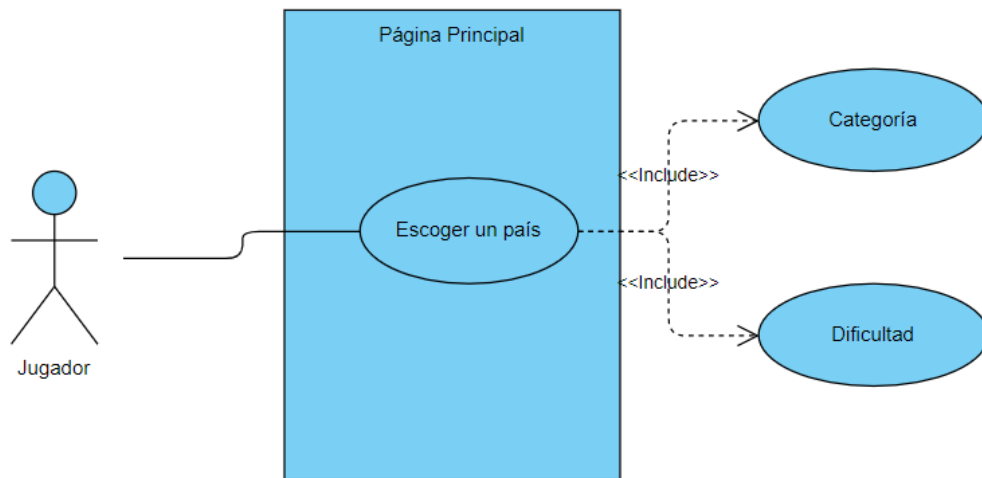 Página Principal
Categoría
<<Include>>
Escoger un país
<<Include>>
Dificultad
Jugador